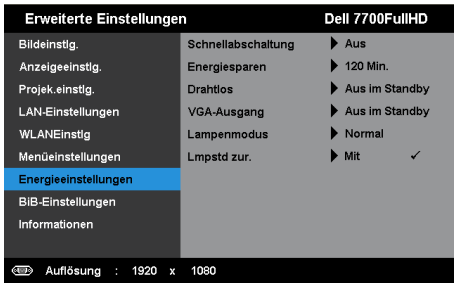 Erweiterte Einstellungen Dell 7700FullHD
Bildeinstlg. Schnellabschaltung Aus
Anzeigeeinstlg. Energiesparen 120 Min.
Projek.einstlg. Drahtlos Aus im Standby
LAN-Einstellungen VGA-Ausgang Aus im Standby
WLANEinstlg Lampenmodus Normal
Menüeinstellungen Lmpstd zur. Mit ✓
Energieeinstellungen
BiB-Einstellungen
Informationen
Auflösung : 1920 x 1080